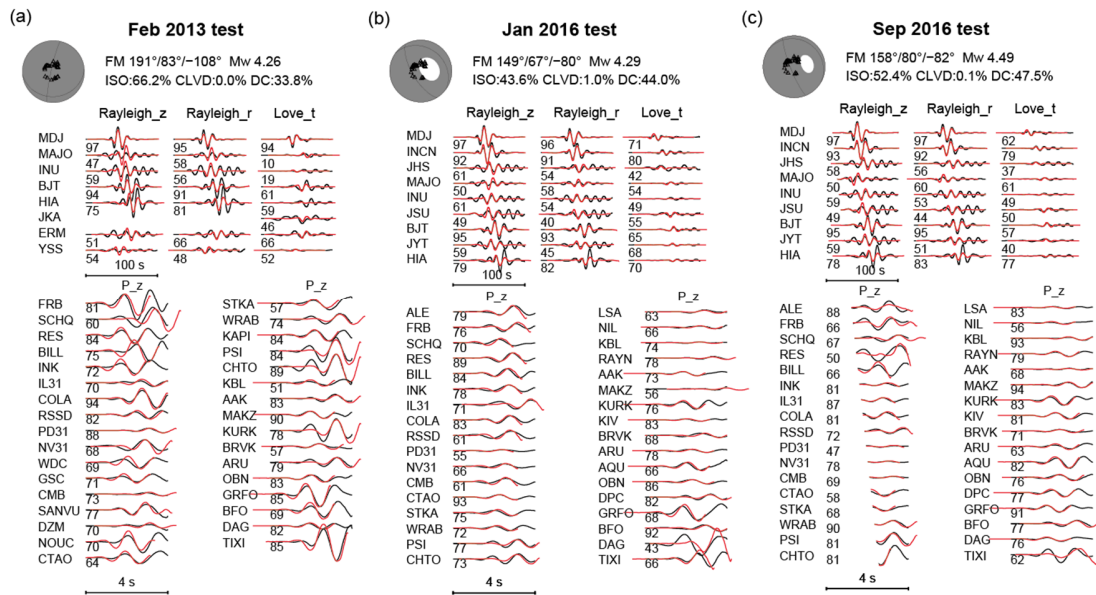 (a)
Feb 2013 test
FM 191°/83°/−108° Mw 4.26
ISO:66.2% CLVD:0.0% DC:33.8%
Rayleigh_z Rayleigh_r Love_t
MDJ 97 95 94
MAJO 47 58 10
INU 59 56 19
BJT 94 91 61
HIA 75 81 59
JKA 46
ERM 51 66 66
YSS 54 48 52
100 s
P_z
FRB 81
SCHQ 60
RES 84
BILL 75
INK 72
IL31 70
COLA 94
RSSD 82
PD31 88
NV31 68
WDC 69
GSC 71
CMB 73
SANVU 77
DZM 70
NOUC 70
CTAO 64
STKA 57
WRAB 74
KAPI 84
PSI 84
CHTO 89
KBL 51
AAK 83
MAKZ 90
KURK 78
BRVK 57
ARU 79
OBN 83
GRFO 85
BFO 69
DAG 82
TIXI 85
4 s
(b)
Jan 2016 test
FM 149°/67°/−80° Mw 4.29
ISO:43.6% CLVD:1.0% DC:44.0%
Rayleigh_z Rayleigh_r Love_t
MDJ 97 96 71
INCN 92 91 80
JHS 61 54 42
MAJO 50 58 54
INU 61 54 49
JSU 49 40 55
BJT 95 93 65
JYT 59 45 68
HIA 79 82 70
100 s
P_z
ALE 79
FRB 76
SCHQ 70
RES 89
BILL 84
INK 78
IL31 71
COLA 83
RSSD 61
PD31 55
NV31 66
CMB 61
CTAO 93
STKA 75
WRAB 72
PSI 77
CHTO 73
P_z
LSA 63
NIL 66
KBL 74
RAYN 78
AAK 73
MAKZ 56
KURK 76
KIV 83
BRVK 68
ARU 78
AQU 66
OBN 86
DPC 82
GRFO 68
BFO 92
DAG 43
TIXI 66
4 s
(c)
Sep 2016 test
FM 158°/80°/−82° Mw 4.49
ISO:52.4% CLVD:0.1% DC:47.5%
Rayleigh_z Rayleigh_r Love_t
MDJ 97 97 62
INCN 93 92 79
JHS 58 56 37
MAJO 50 60 61
INU 59 53 49
JSU 49 44 50
BJT 95 95 57
JYT 59 51 40
HIA 78 83 77
100 s
P_z
ALE 88
FRB 66
SCHQ 67
RES 50
BILL 66
INK 81
IL31 87
COLA 81
RSSD 72
PD31 47
NV31 78
CMB 69
CTAO 58
STKA 68
WRAB 90
PSI 81
CHTO 81
P_z
LSA 83
NIL 56
KBL 93
RAYN 79
AAK 68
MAKZ 94
KURK 83
KIV 81
BRVK 71
ARU 63
AQU 82
OBN 76
DPC 77
GRFO 91
BFO 77
DAG 76
TIXI 62
4 s